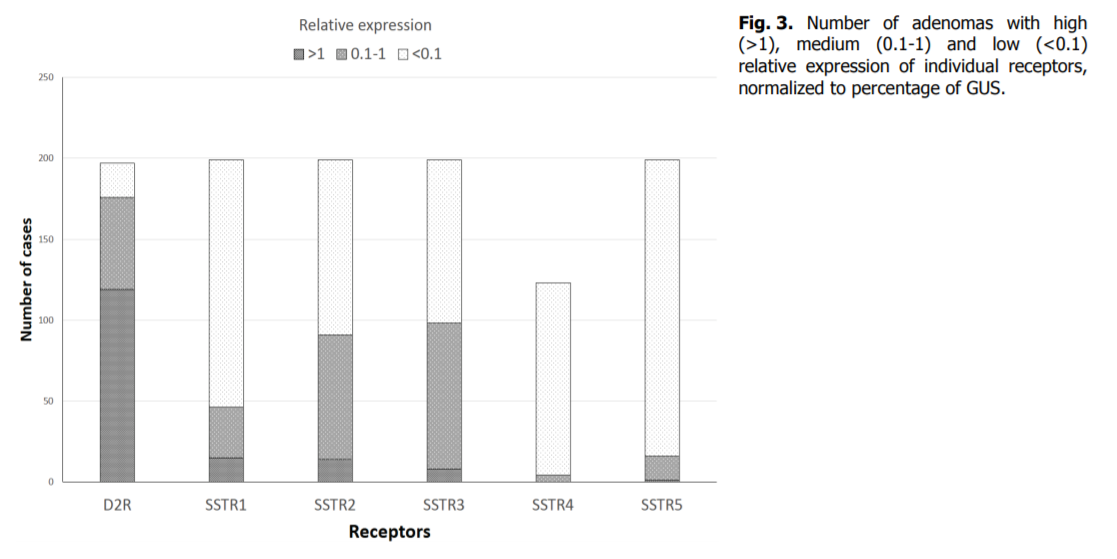 Relative expression
>1 0.1-1 <0.1
250
200
150
100
50
0
Number of cases
D2R SSTR1 SSTR2 SSTR3 SSTR4 SSTR5
Receptors
Fig. 3. Number of adenomas with high
(>1), medium (0.1-1) and low (<0.1)
relative expression of individual receptors,
normalized to percentage of GUS.